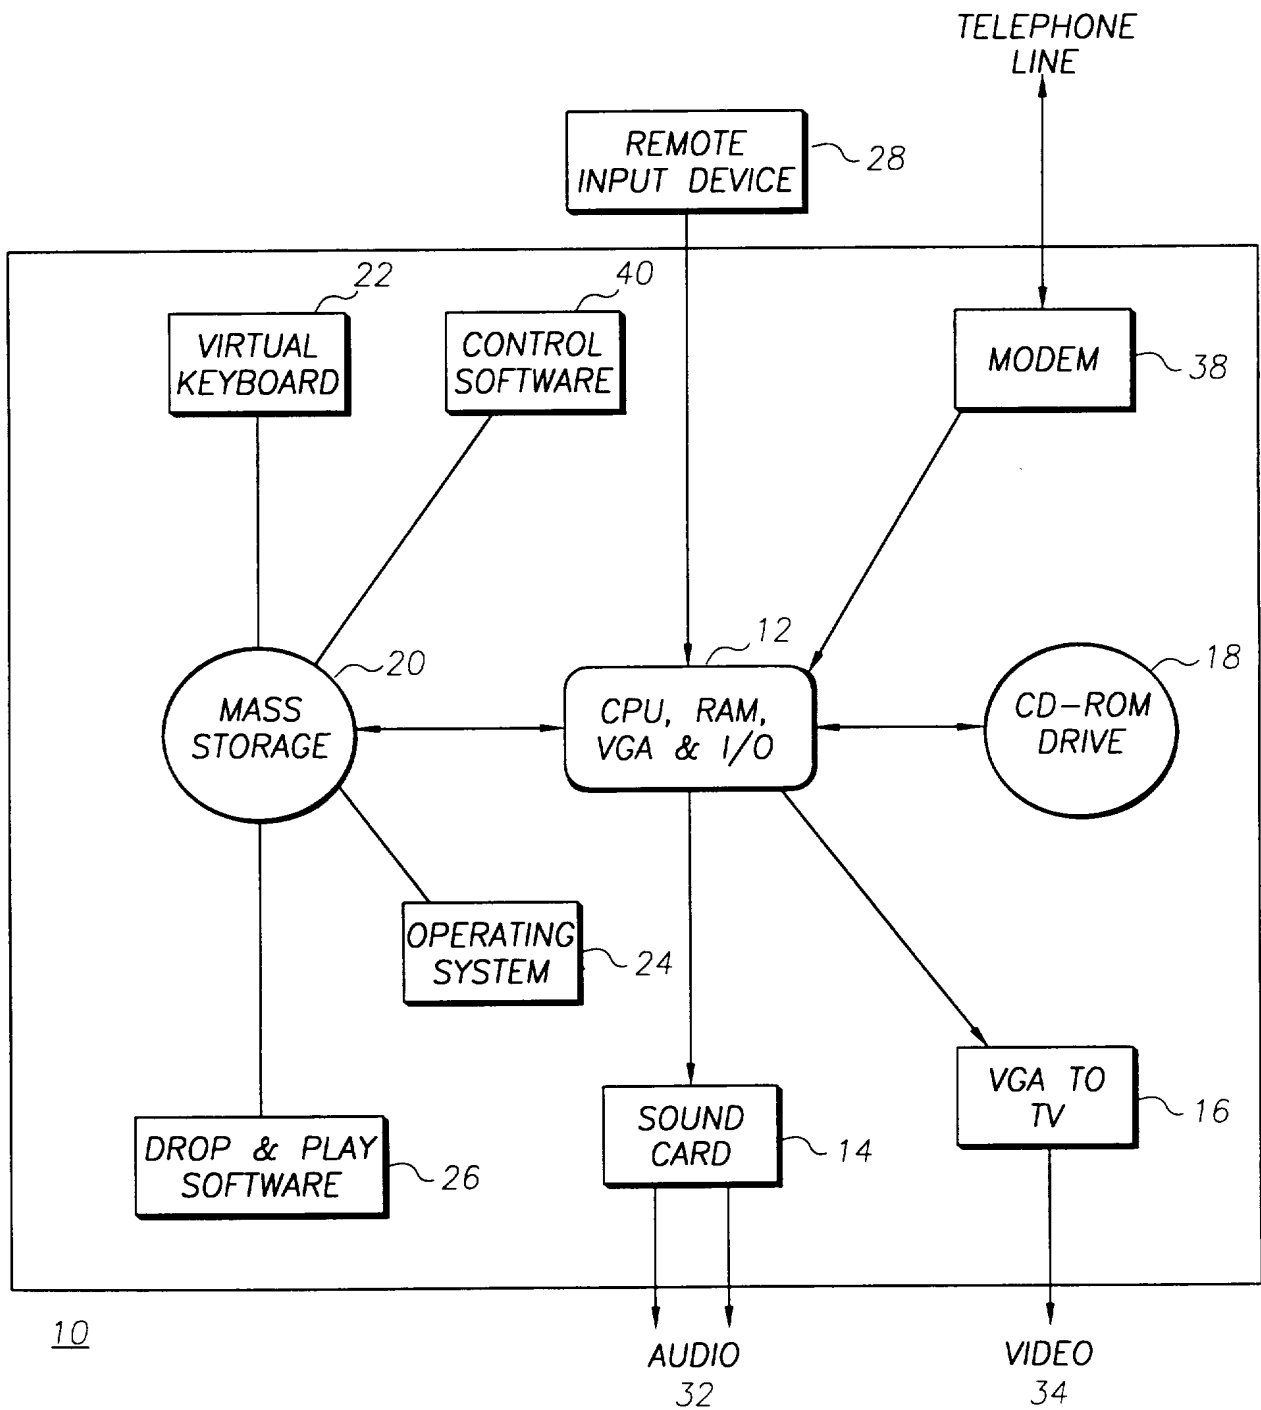 TELEPHONE
LINE
REMOTE
INPUT DEVICE
28
22
40
VIRTUAL
KEYBOARD
CONTROL
SOFTWARE
MODEM
38
12
20
18
MASS
STORAGE
CPU, RAM,
VGA & I/O
CD-ROM
DRIVE
OPERATING
SYSTEM
24
VGA TO
TV
16
SOUND
CARD
14
DROP & PLAY
SOFTWARE
26
10
AUDIO
32
VIDEO
34